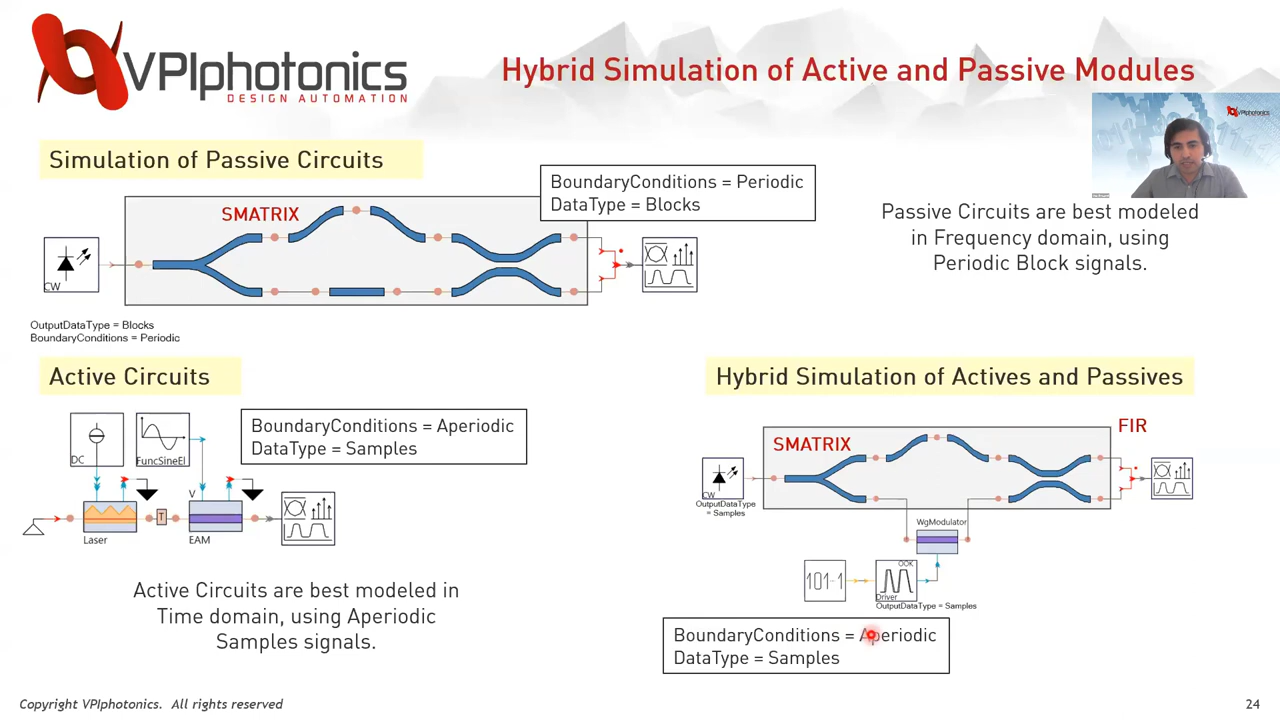 VPIphotonics
DESIGN AUTOMATION
Hybrid Simulation of Active and Passive Modules
Simulation of Passive Circuits
BoundaryConditions = Periodic
DataType = Blocks
SMATRIX
CW
OutputDataType = Blocks
BoundaryConditions = Periodic
Passive Circuits are best modeled
in Frequency domain, using
Periodic Block signals.
Active Circuits
BoundaryConditions = Aperiodic
DataType = Samples
DC
FuncSineEl
V
T
Laser
EAM
Active Circuits are best modeled in
Time domain, using Aperiodic
Samples signals.
Hybrid Simulation of Actives and Passives
FIR
SMATRIX
CW
OutputDataType
= Samples
WgModulator
101··1
OOK
Driver
OutputDataType = Samples
BoundaryConditions = Aperiodic
DataType = Samples
Copyright VPIphotonics. All rights reserved
24